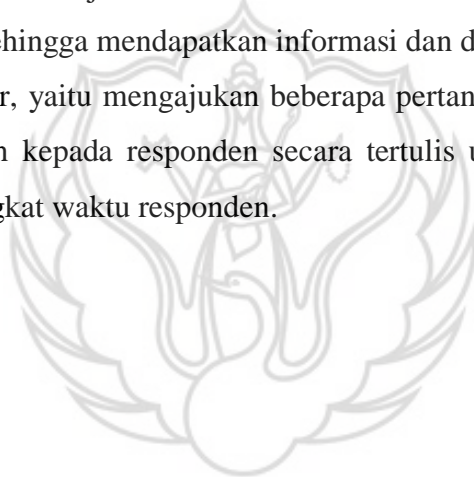 ehingga mendapatkan informasi dan d
r, yaitu mengajukan beberapa pertan
kepada responden secara tertulis
gkat waktu responden.